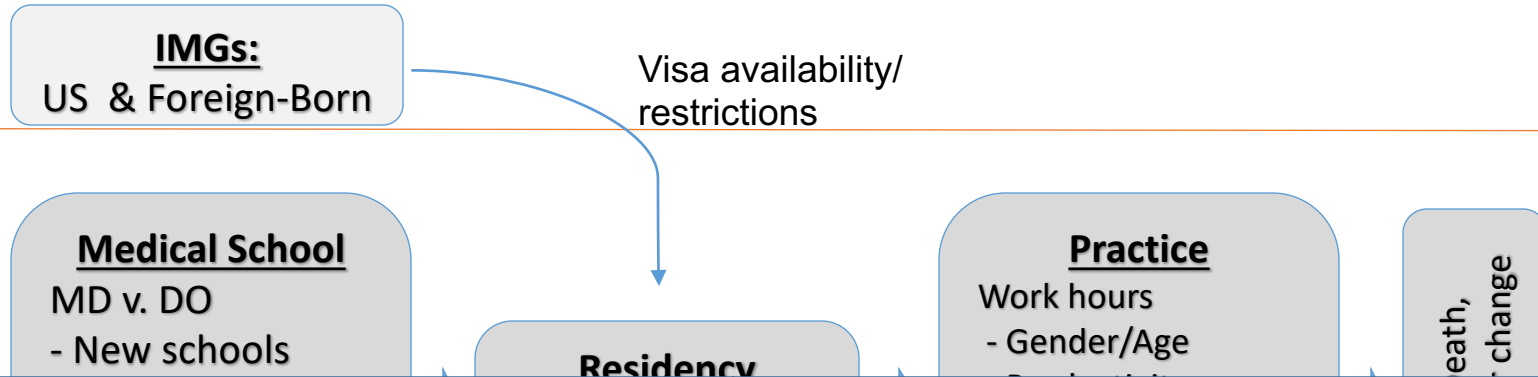 IMGs:
US & Foreign-Born
Visa availability/
restrictions
Medical School
MD v. DO
- New schools
Residency
Practice
Work hours
- Gender/Age
change